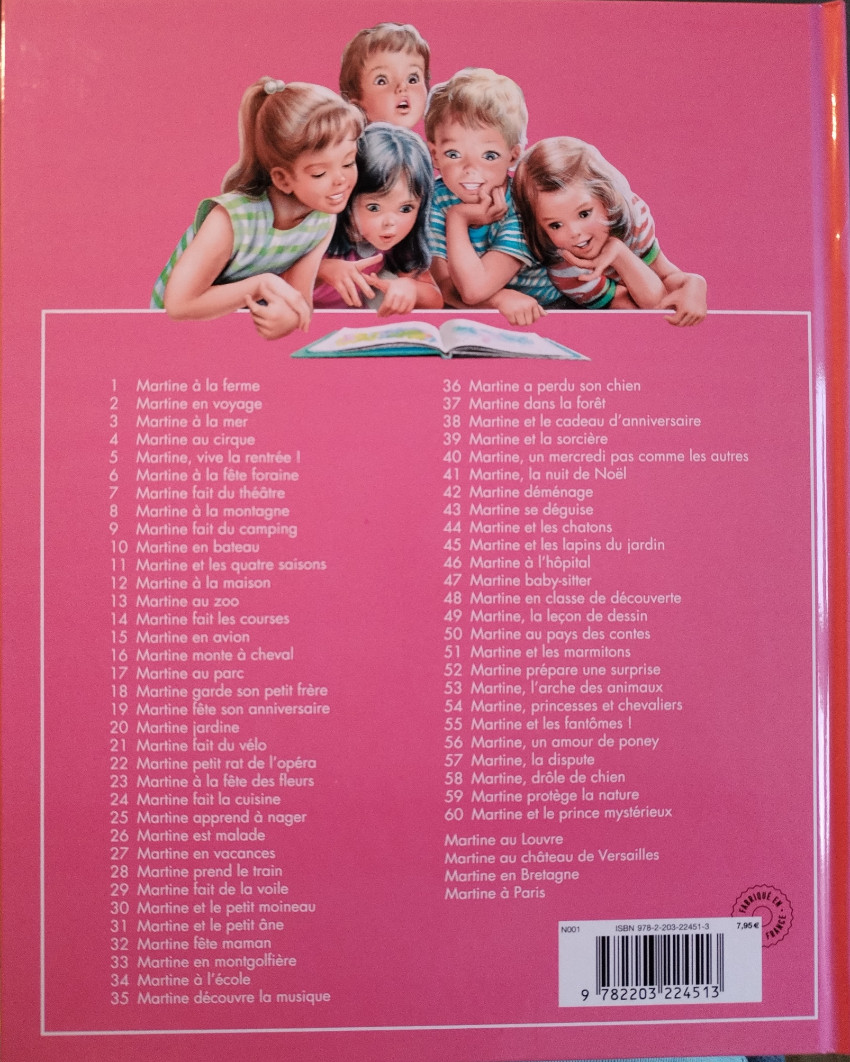 1 Martine à la ferme
2 Martine en voyage
3 Martine à la mer
4 Martine au cirque
5 Martine, vive la rentrée !
6 Martine à la fête foraine
7 Martine fait du théâtre
8 Martine à la montagne
9 Martine fait du camping
10 Martine en bateau
11 Martine et les quatre saisons
12 Martine à la maison
13 Martine au zoo
14 Martine fait les courses
15 Martine en avion
16 Martine monte à cheval
17 Martine au parc
18 Martine garde son petit frère
19 Martine fête son anniversaire
20 Martine jardine
21 Martine fait du vélo
22 Martine petit rat de l'opéra
23 Martine à la fête des fleurs
24 Martine fait la cuisine
25 Martine apprend à nager
26 Martine est malade
27 Martine en vacances
28 Martine prend le train
29 Martine fait de la voile
30 Martine et le petit moineau
31 Martine et le petit âne
32 Martine fête maman
33 Martine en montgolfière
34 Martine à l'école
35 Martine découvre la musique
36 Martine a perdu son chien
37 Martine dans la forêt
38 Martine et le cadeau d'anniversaire
39 Martine et la sorcière
40 Martine, un mercredi pas comme les autres
41 Martine, la nuit de Noël
42 Martine déménage
43 Martine se déguise
44 Martine et les chatons
45 Martine et les lapins du jardin
46 Martine à l'hôpital
47 Martine baby-sitter
48 Martine en classe de découverte
49 Martine, la leçon de dessin
50 Martine au pays des contes
51 Martine et les marmitons
52 Martine prépare une surprise
53 Martine, l'arche des animaux
54 Martine, princesses et chevaliers
55 Martine et les fantômes !
56 Martine, un amour de poney
57 Martine, la dispute
58 Martine, drôle de chien
59 Martine protège la nature
60 Martine et le prince mystérieux
Martine au Louvre
Martine au château de Versailles
Martine en Bretagne
Martine à Paris
FABRIQUÉ EN FRANCE
N001 ISBN 978-2-203-22451-3 7,95 €
9 782203 224513